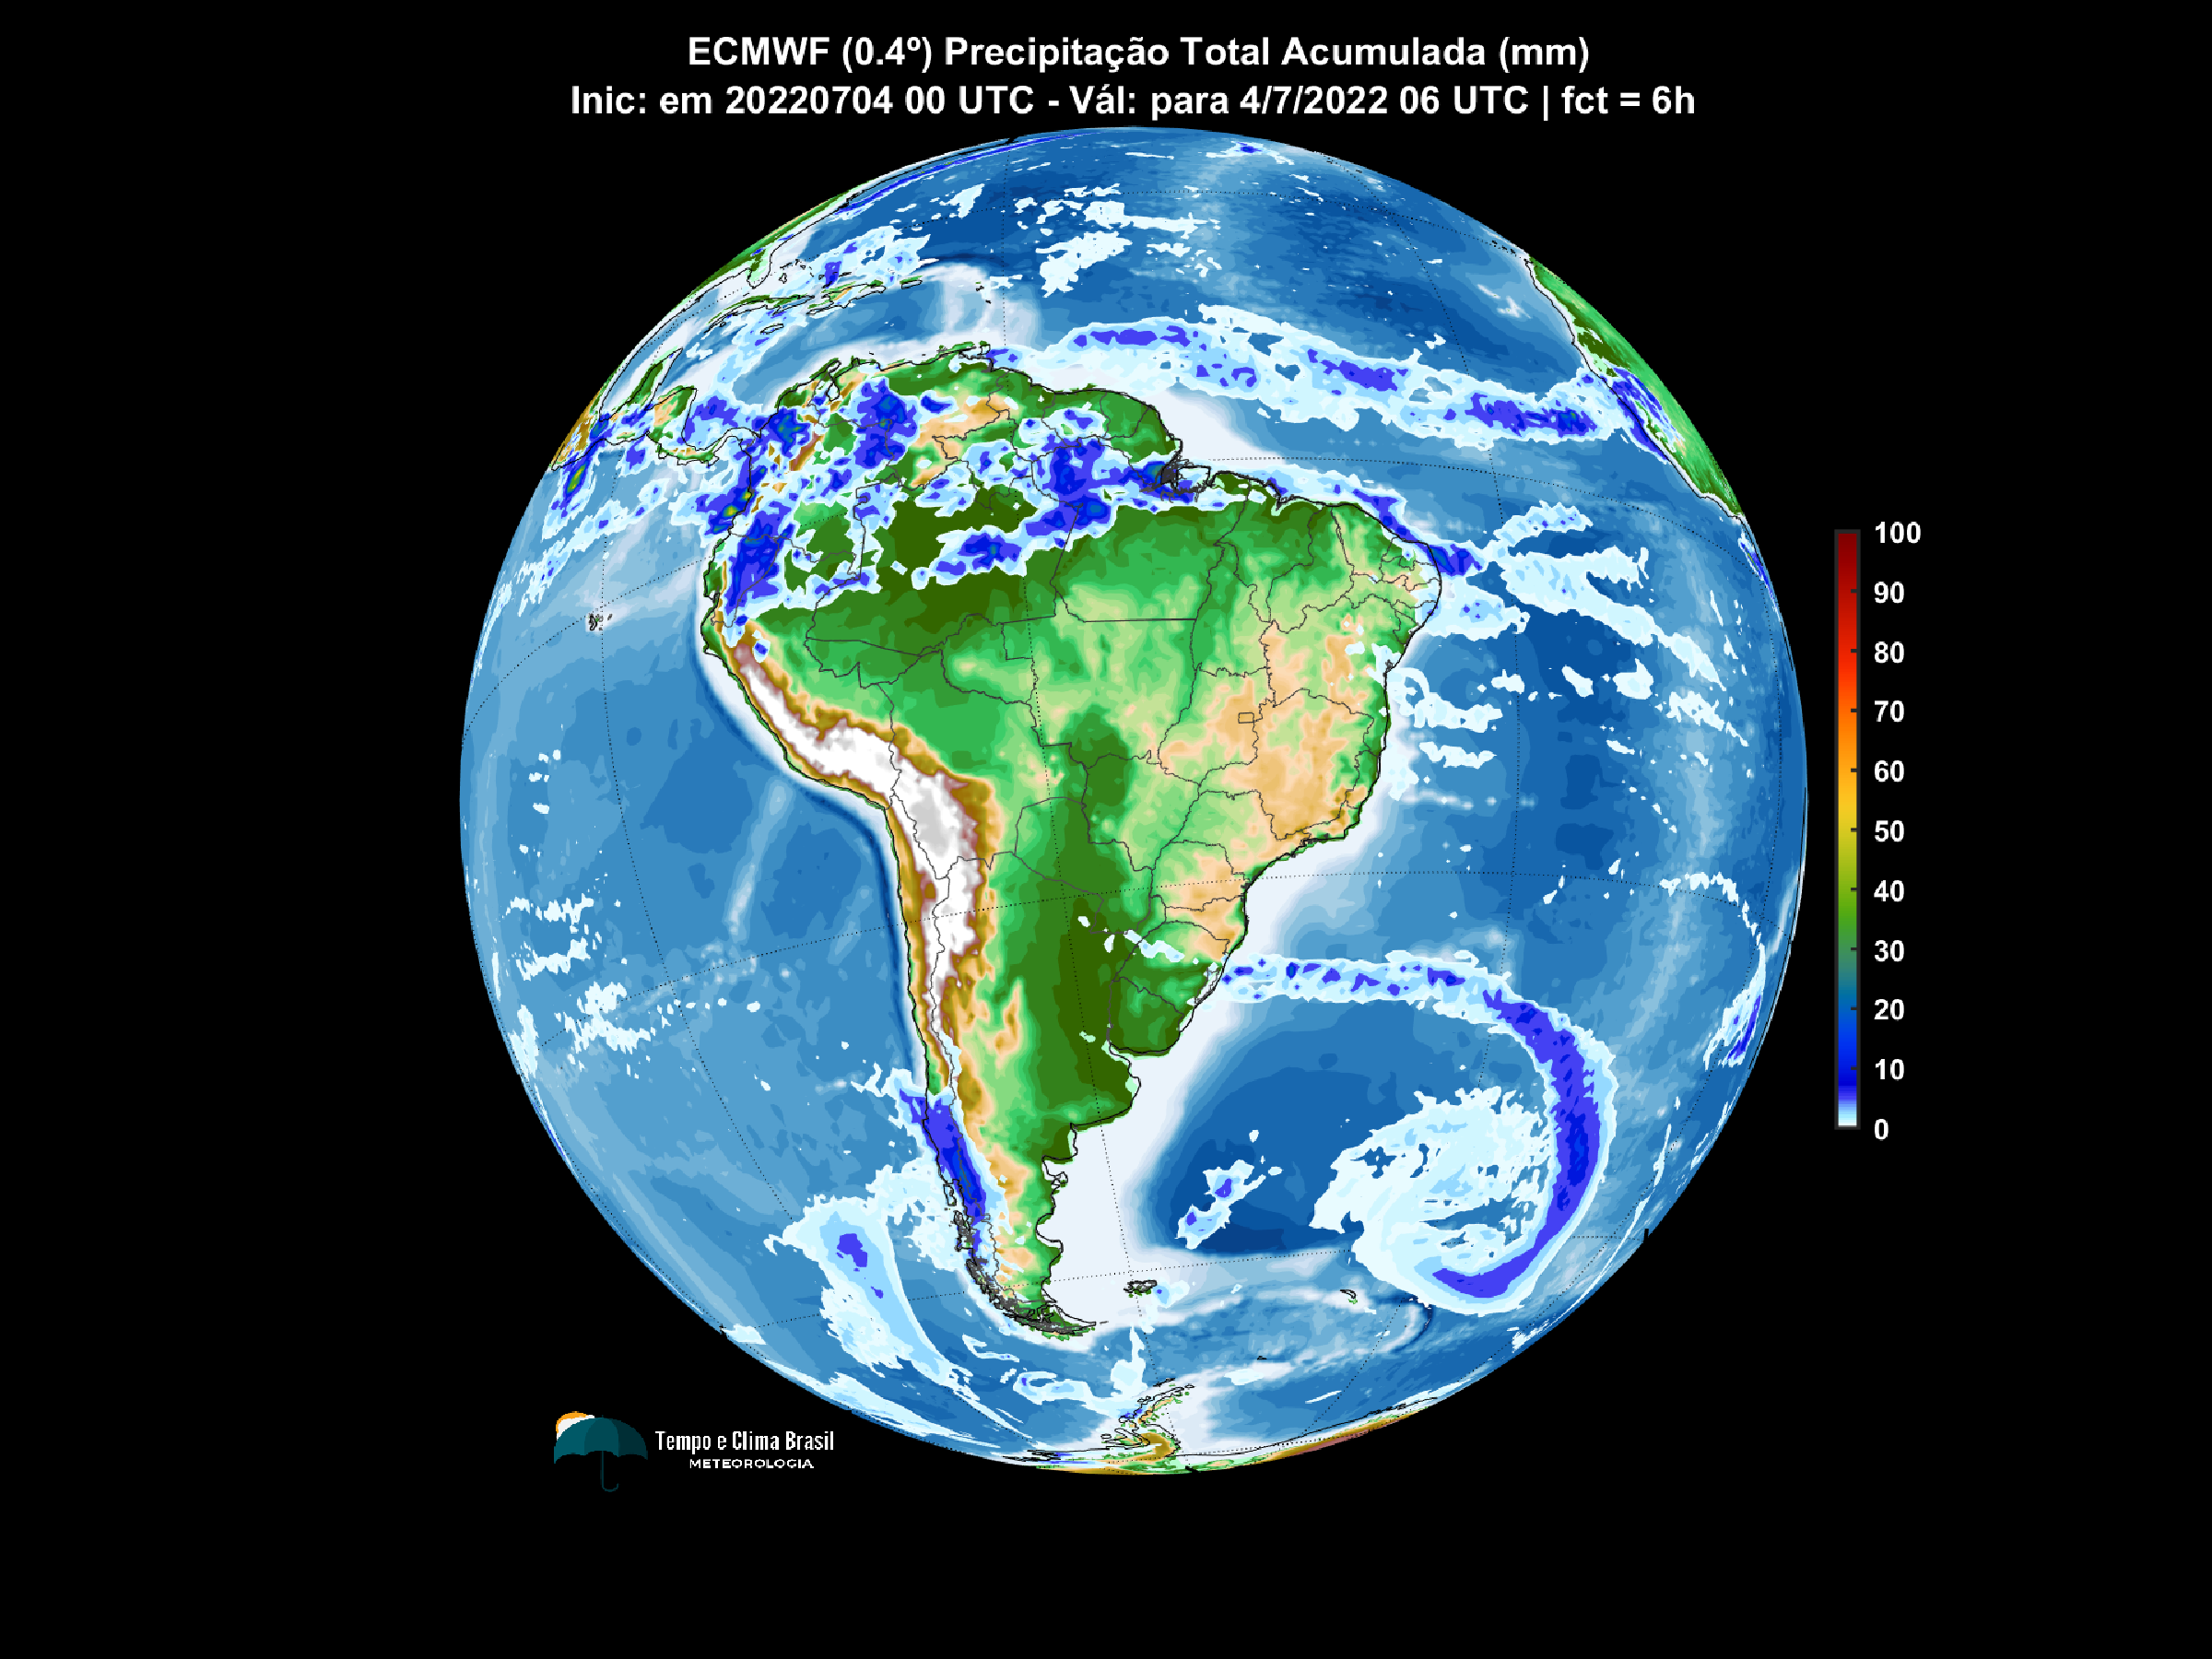 ECMWF (0.4º) Precipitação Total Acumulada (mm)
Inic: em 20220704 00 UTC - Vál: para 4/7/2022 06 UTC | fct = 6h
100
90
80
70
60
50
40
30
20
10
0
Tempo e Clima Brasil
METEOROLOGIA